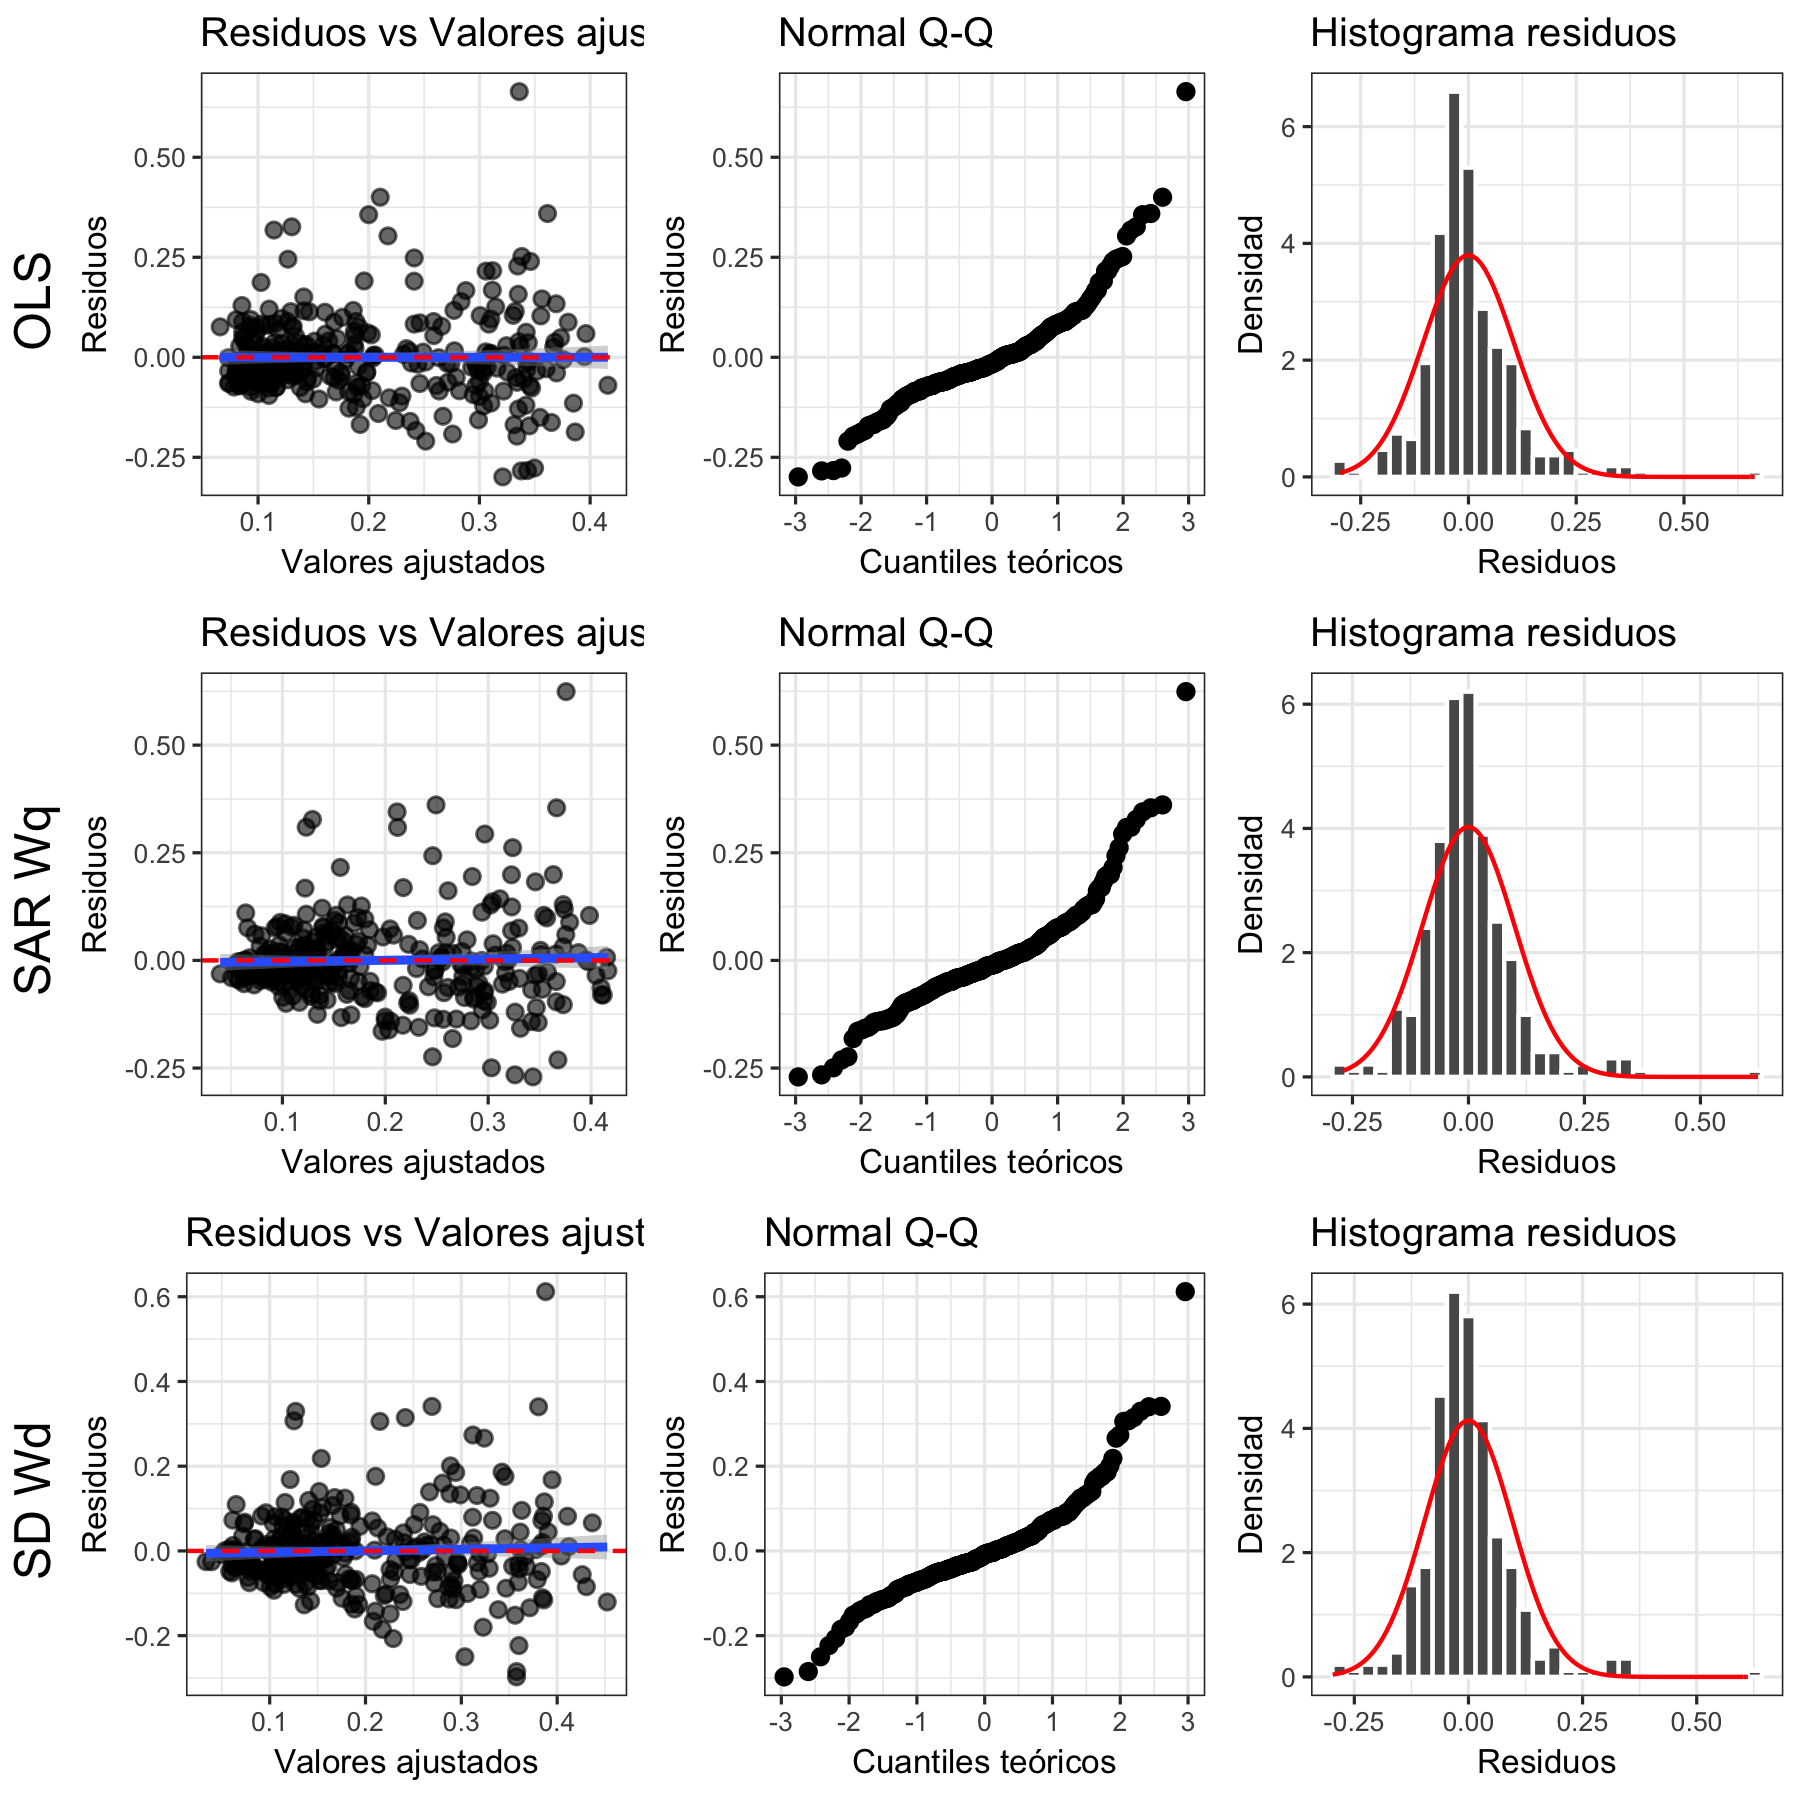 Residuos vs Valores ajus
Normal Q-Q
Histograma residuos
OLS
Residuos
0.50
0.25
0.00
-0.25
0.1 0.2 0.3 0.4
Valores ajustados
Residuos
0.50
0.25
0.00
-0.25
-3 -2 -1 0 1 2 3
Cuantiles teóricos
Densidad
6
4
2
0
-0.25 0.00 0.25 0.50
Residuos
Residuos vs Valores ajus
Normal Q-Q
Histograma residuos
SAR Wq
Residuos
0.50
0.25
0.00
-0.25
0.1 0.2 0.3 0.4
Valores ajustados
Residuos
0.50
0.25
0.00
-0.25
-3 -2 -1 0 1 2 3
Cuantiles teóricos
Densidad
6
4
2
0
-0.25 0.00 0.25 0.50
Residuos
Residuos vs Valores ajust
Normal Q-Q
Histograma residuos
SD Wd
Residuos
0.6
0.4
0.2
0.0
-0.2
0.1 0.2 0.3 0.4
Valores ajustados
Residuos
0.6
0.4
0.2
0.0
-0.2
-3 -2 -1 0 1 2 3
Cuantiles teóricos
Densidad
6
4
2
0
-0.25 0.00 0.25 0.50
Residuos